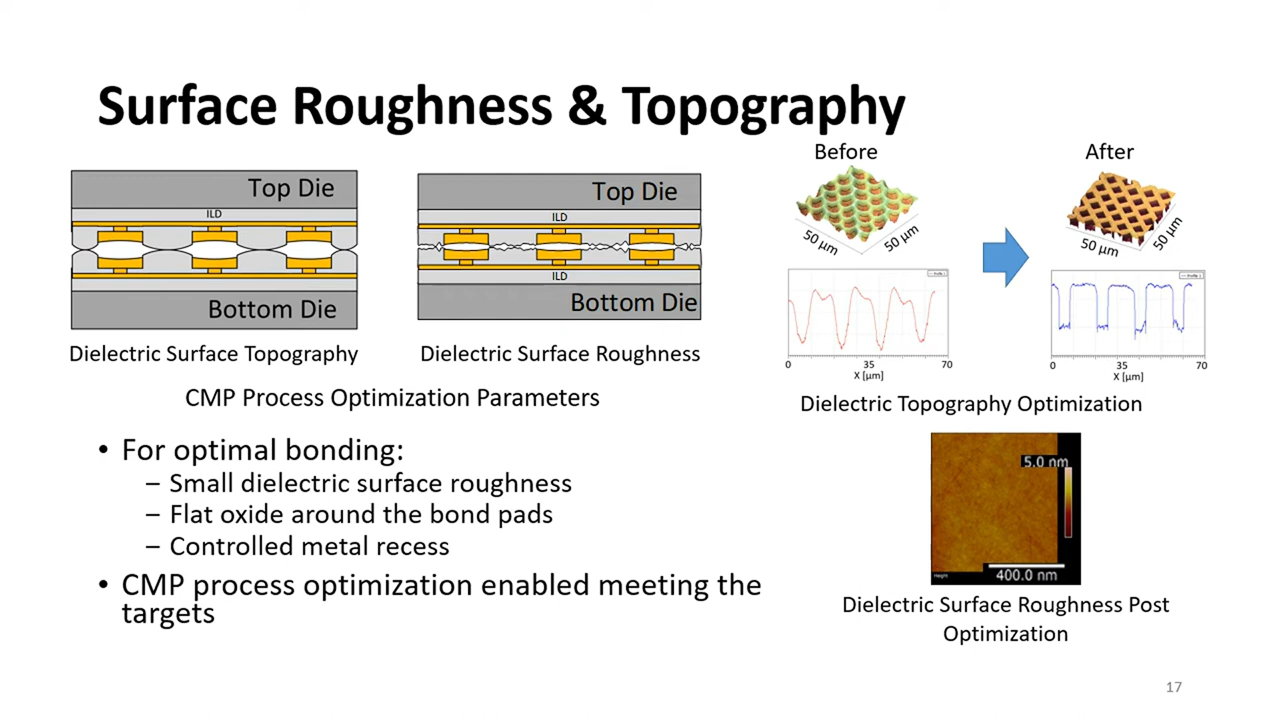 Surface Roughness & Topography
Top Die
ILD
Bottom Die
Dielectric Surface Topography
Top Die
ILD
ILD
Bottom Die
Dielectric Surface Roughness
CMP Process Optimization Parameters
• For optimal bonding:
– Small dielectric surface roughness
– Flat oxide around the bond pads
– Controlled metal recess
• CMP process optimization enabled meeting the
targets
Before
50 µm
50 µm
After
50 µm
50 µm
0 35 70
X [µm]
0 35 70
X [µm]
Dielectric Topography Optimization
5.0 nm
Height
400.0 nm
Dielectric Surface Roughness Post
Optimization
17